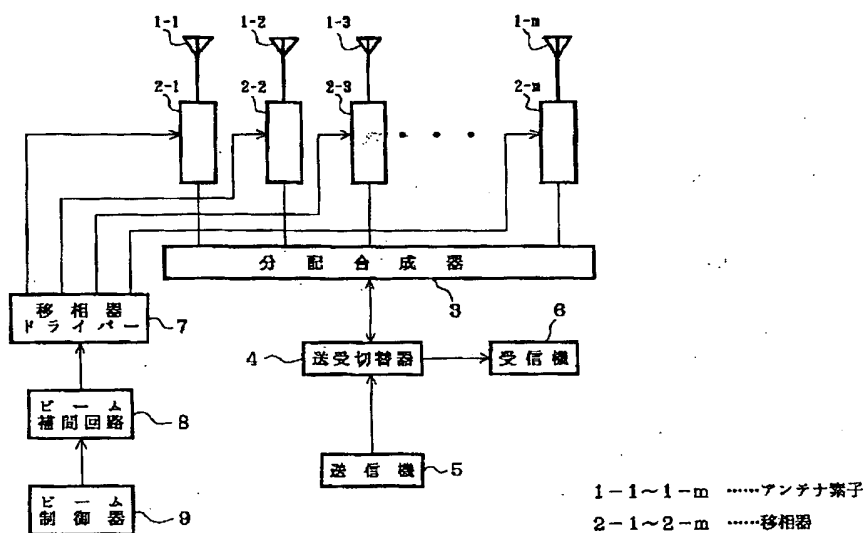 1-1
1-2
1-3
1-m
2-1
2-2
2-3
2-m
分配合成器
3
移相器
ドライバー
7
6
4
送受切替器
受信機
ビーム
補間回路
8
送信機
5
ビーム
制御器
9
1-1~1-m ……アンテナ素子
2-1~2-m ……移相器